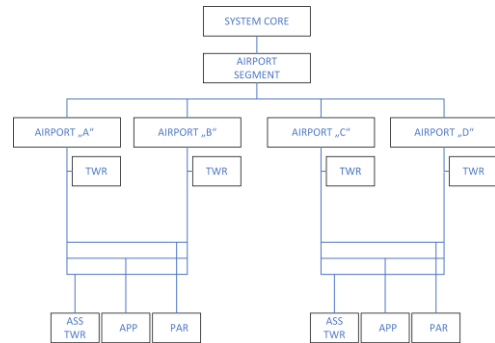 SYSTEM CORE
AIRPORT
SEGMENT
AIRPORT „A“
AIRPORT „B“
AIRPORT „C“
AIRPORT „D“
TWR
TWR
TWR
TWR
ASS
TWR
APP
PAR
ASS
TWR
APP
PAR